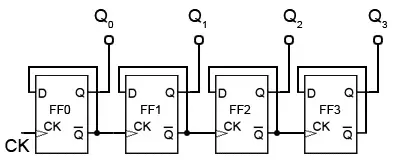 Q0 Q1 Q2 Q3
D Q D Q D Q D Q
FF0 FF1 FF2 FF3
CK CK CK CK
CK Q̅ Q̅ Q̅ Q̅